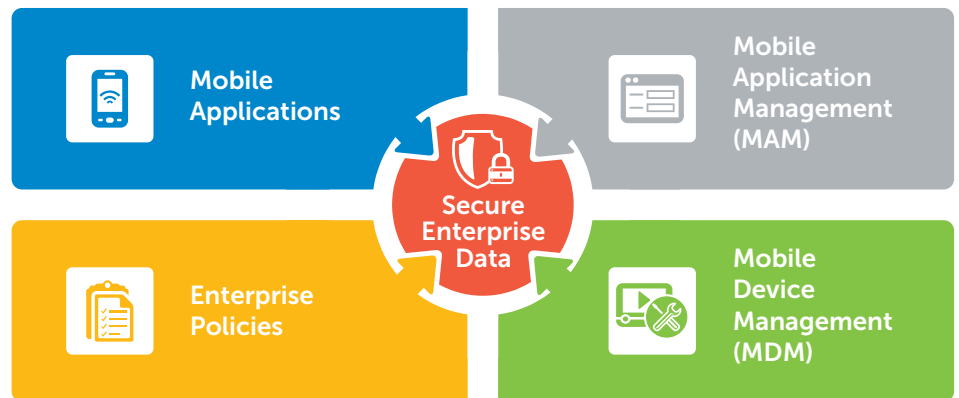 Mobile
Applications
Mobile
Application
Management
(MAM)
Secure
Enterprise
Data
Enterprise
Policies
Mobile
Device
Management
(MDM)